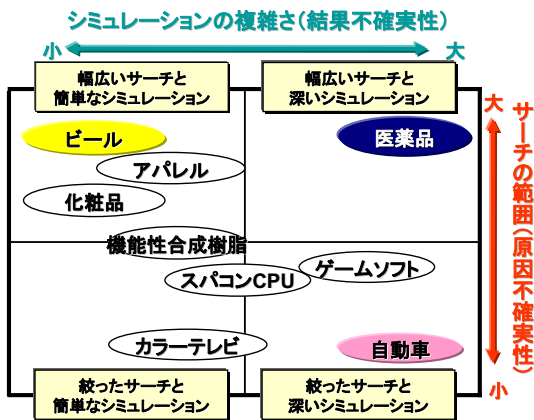 シミュレーションの複雑さ(結果不確実性)
小
大
幅広いサーチと
簡単なシミュレーション
幅広いサーチと
深いシミュレーション
大
ビール
医薬品
アパレル
化粧品
機能性合成樹脂
ゲームソフト
スパコンCPU
カラーテレビ
自動車
サーチの範囲(原因不確実性)
小
絞ったサーチと
簡単なシミュレーション
絞ったサーチと
深いシミュレーション